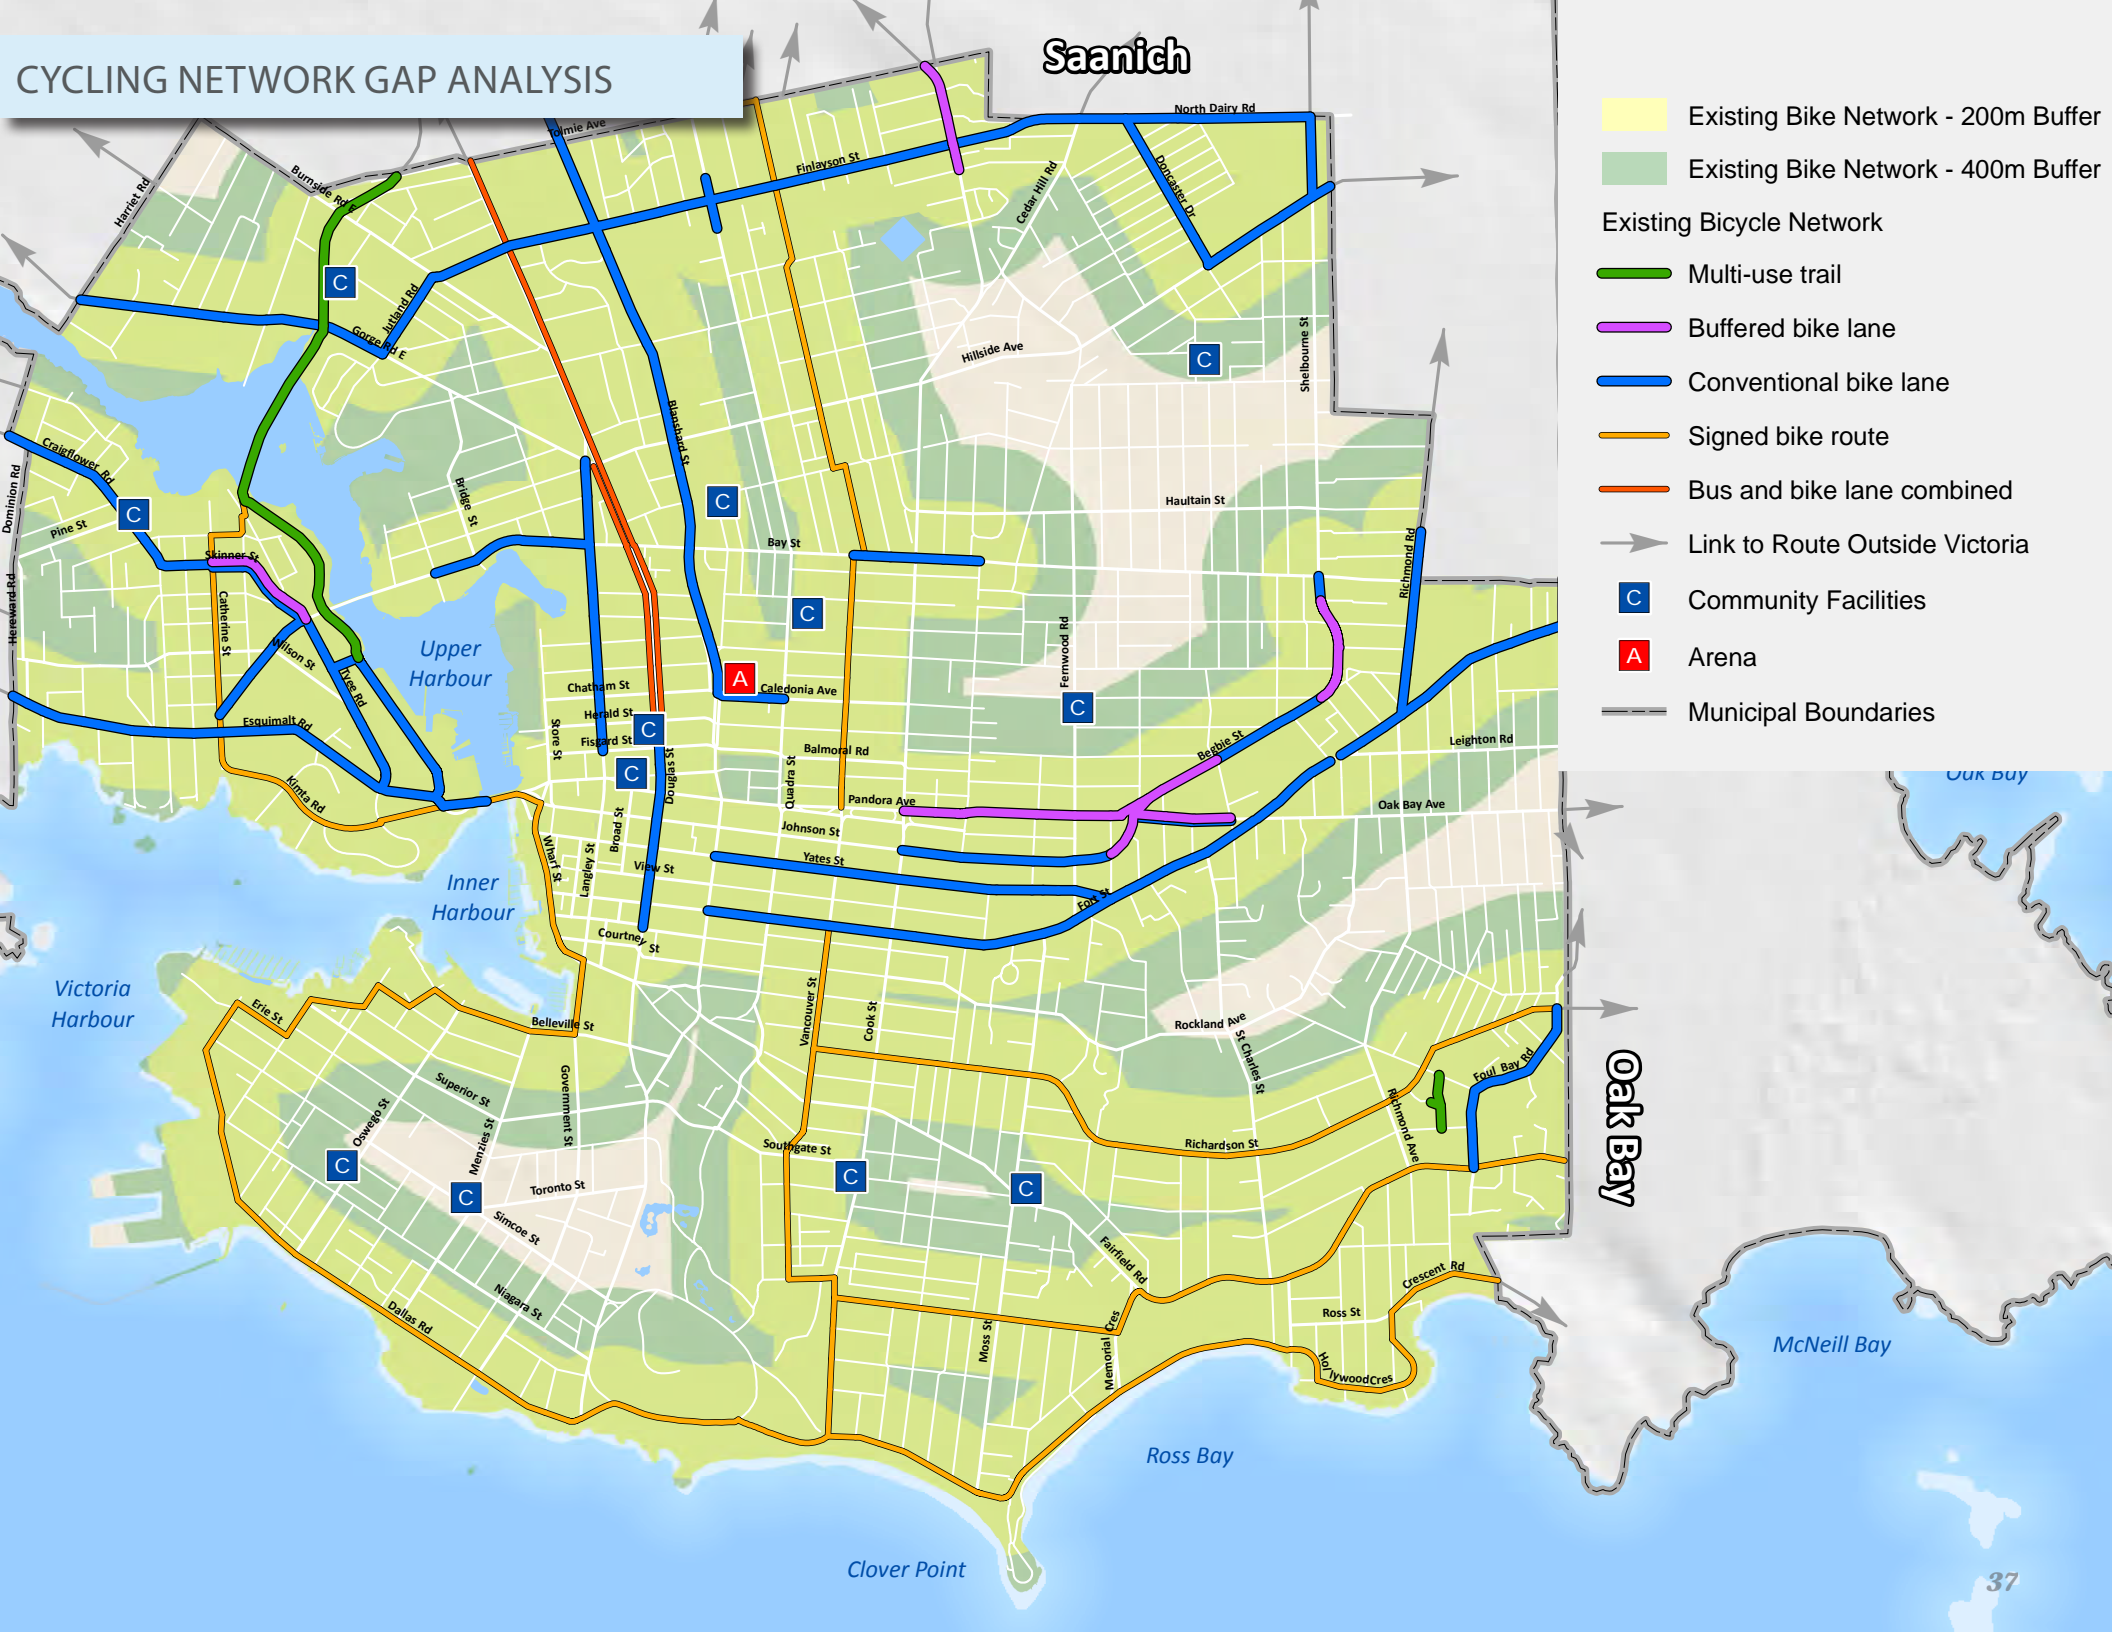 CYCLING NETWORK GAP ANALYSIS
Saanich
Existing Bike Network - 200m Buffer
Existing Bike Network - 400m Buffer
Existing Bicycle Network
Multi-use trail
Buffered bike lane
Conventional bike lane
Signed bike route
Bus and bike lane combined
Link to Route Outside Victoria
C
Community Facilities
A
Arena
Municipal Boundaries
Tolmie Ave
North Dairy Rd
Finlayson St
Burnside Rd E
Harriet Rd
Cedar Hill Rd
Doncaster Dr
C
Jutland Rd
Gorge Rd E
Hillside Ave
C
Shelbourne St
Blanshard St
Craigflower Rd
Dominion Rd
C
Pine St
Bridge St
C
Haultain St
Bay St
Richmond Rd
Skinner St
Hereward Rd
Catherine St
Wilson St
Tyee Rd
C
Fernwood Rd
Upper
Harbour
A
Caledonia Ave
Chatham St
Herald St
C
C
Esquimalt Rd
Store St
Fisgard St
C
Douglas St
Balmoral Rd
Quadra St
Begbie St
Leighton Rd
Oak Bay
Kimta Rd
Pandora Ave
Oak Bay Ave
Johnson St
Broad St
Wharf St
Langley St
View St
Yates St
Fort St
Inner
Harbour
Courtney St
Victoria
Harbour
Erie St
Belleville St
Vancouver St
Cook St
Rockland Ave
St Charles St
Foul Bay Rd
Oak Bay
Superior St
Oswego St
Menzies St
Government St
Richmond Ave
Southgate St
Richardson St
C
C
C
C
Toronto St
Simcoe St
Fairfield Rd
Crescent Rd
Niagara St
Dallas Rd
Ross St
Moss St
Memorial Cres
Hollywood Cres
McNeill Bay
Ross Bay
Clover Point
37